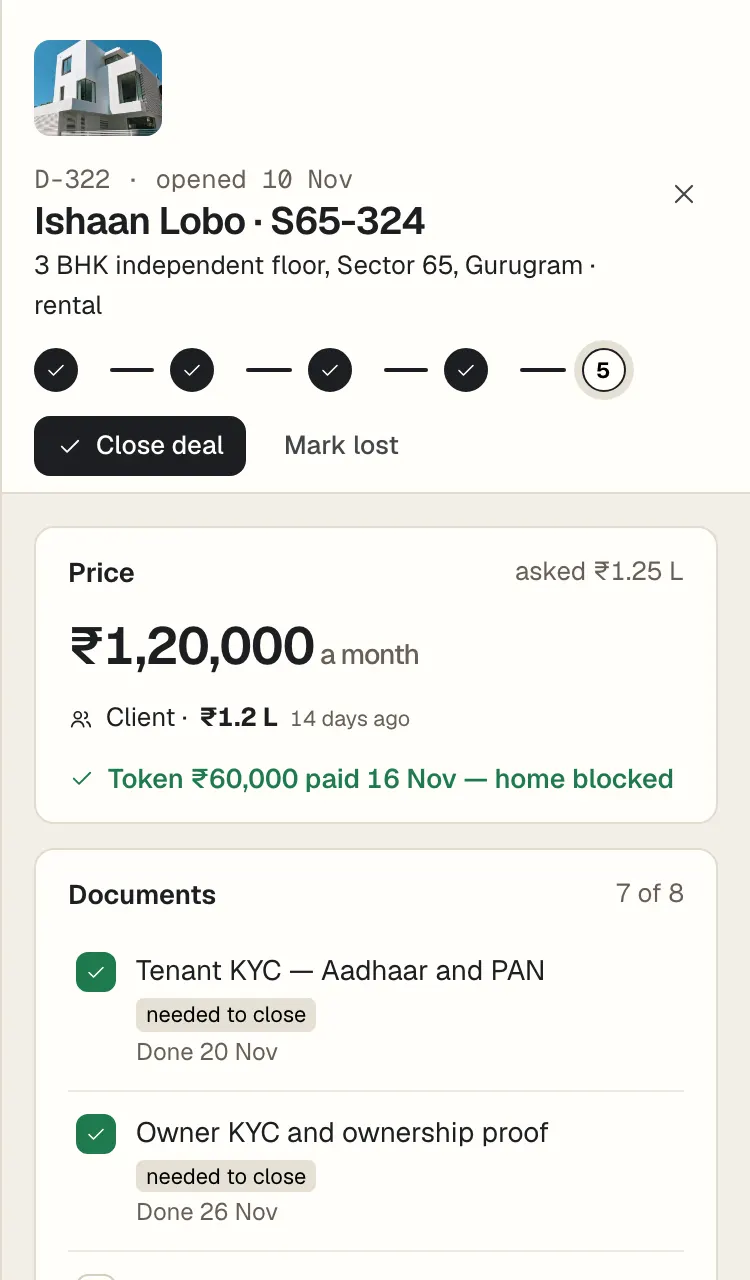 D-322 · opened 10 Nov
Ishaan Lobo · S65-324
3 BHK independent floor, Sector 65, Gurugram ·
rental
5
Close deal
Mark lost
Price
asked ₹1.25 L
₹1,20,000 a month
Client · ₹1.2 L 14 days ago
Token ₹60,000 paid 16 Nov — home blocked
Documents
7 of 8
Tenant KYC — Aadhaar and PAN
needed to close
Done 20 Nov
Owner KYC and ownership proof
needed to close
Done 26 Nov